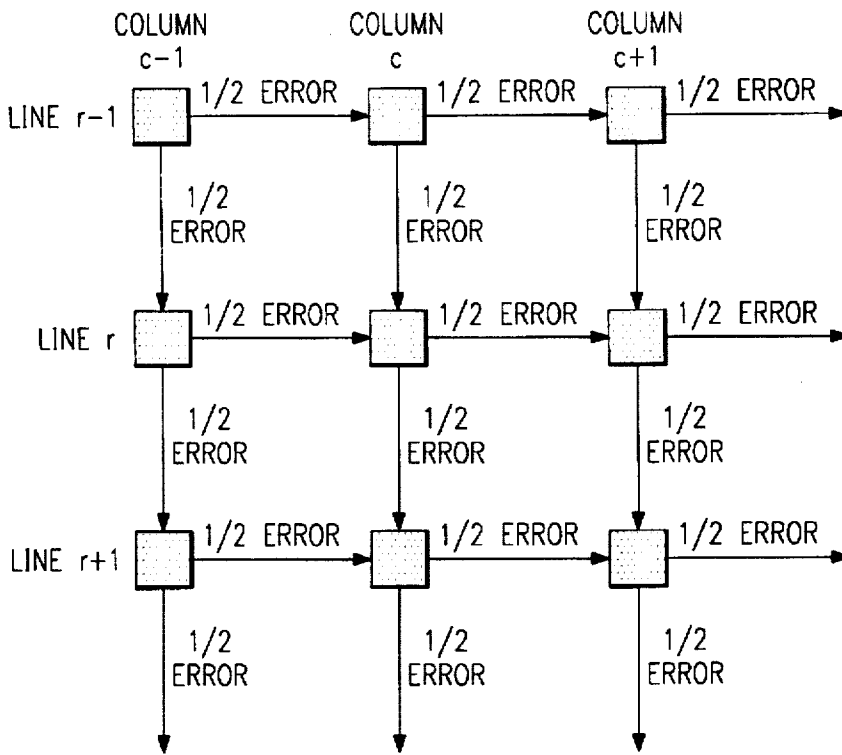 COLUMN COLUMN COLUMN
c-1 c c+1
1/2 ERROR 1/2 ERROR 1/2 ERROR
LINE r-1
1/2 1/2 1/2
ERROR ERROR ERROR
1/2 ERROR 1/2 ERROR 1/2 ERROR
LINE r
1/2 1/2 1/2
ERROR ERROR ERROR
1/2 ERROR 1/2 ERROR 1/2 ERROR
LINE r+1
1/2 1/2 1/2
ERROR ERROR ERROR